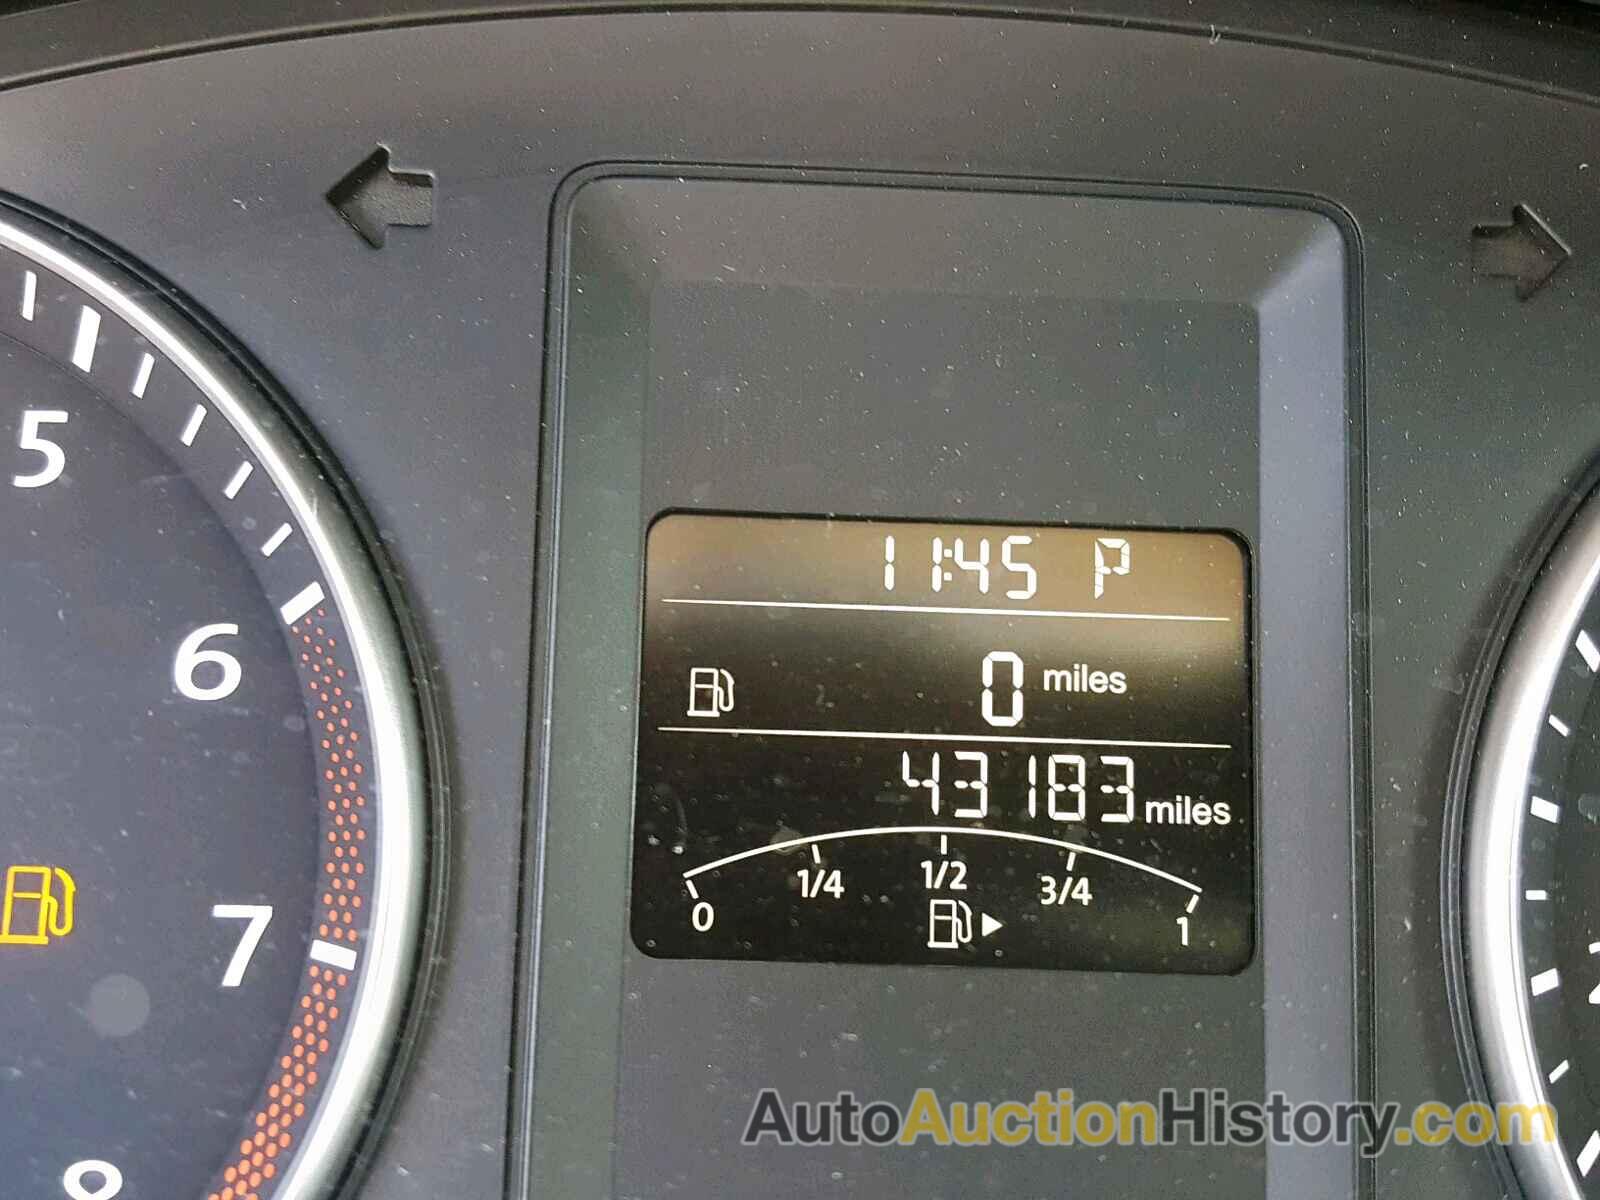 5
6
7
8
11:45 P
0 miles
43183 miles
0 1/4 1/2 3/4 1
AutoAuctionHistory.com